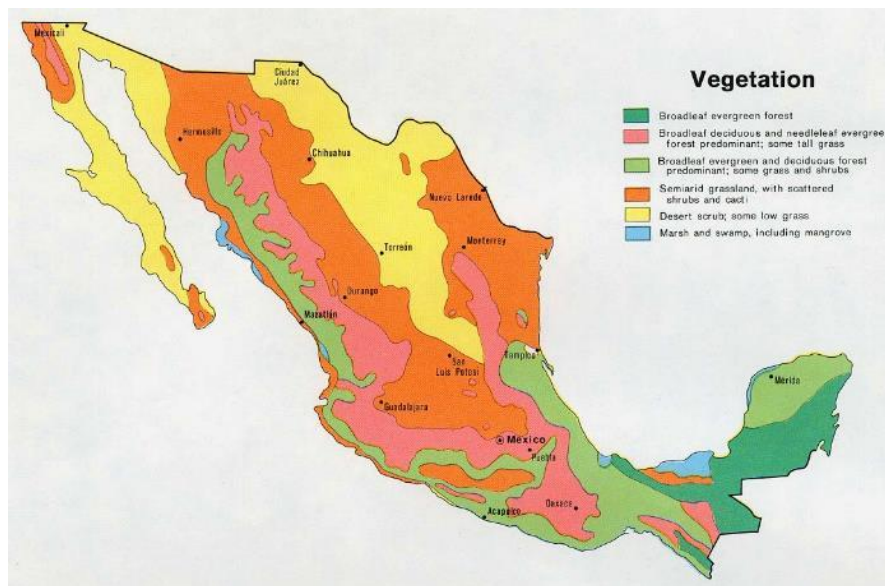 Mexicali
Ciudad
Juárez
Hermosillo
Chihuahua
Nuevo Laredo
Torreón
Monterrey
Durango
Mazatlán
San
Luis Potosí
Tampico
Guadalajara
Mérida
México
Puebla
Acapulco
Oaxaca
Vegetation
Broadleaf evergreen forest
Broadleaf deciduous and needleleaf evergree
forest predominant; some tall grass
Broadleaf evergreen and deciduous forest
predominant; some grass and shrubs
Semiarid grassland, with scattered
shrubs and cacti
Desert scrub; some low grass
Marsh and swamp, including mangrove